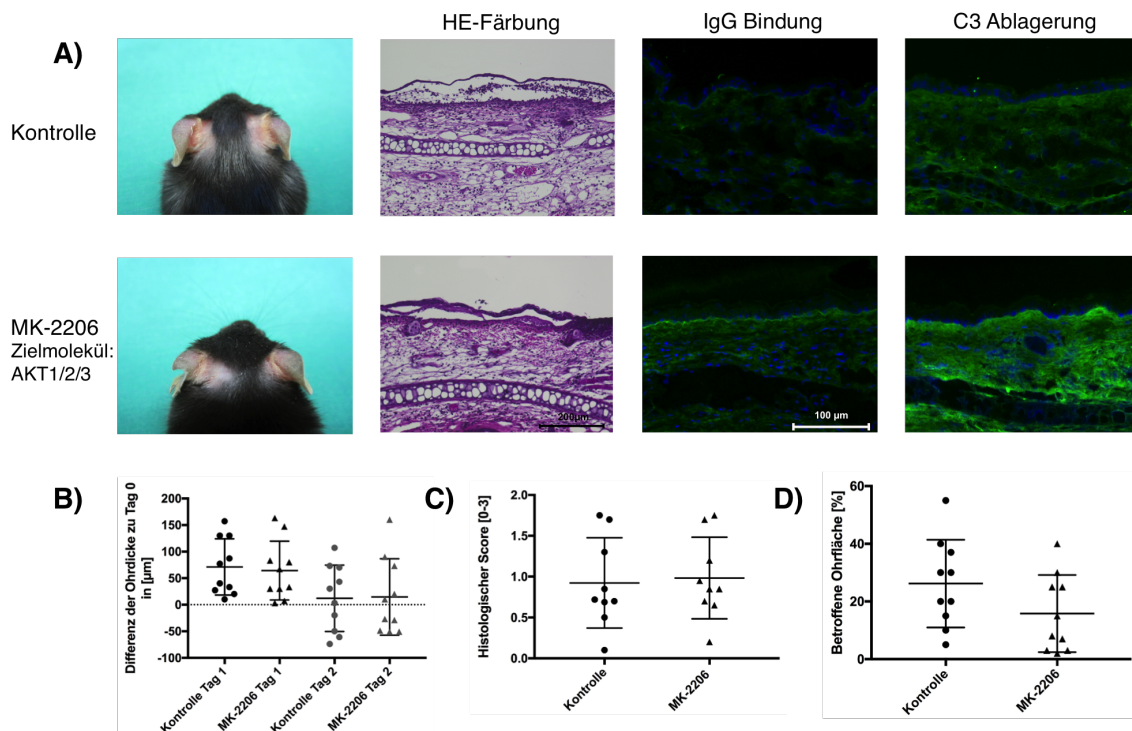 HE-Färbung
IgG Bindung
C3 Ablagerung
A)
Kontrolle
MK-2206
Zielmolekül:
AKT1/2/3
200µm
100 µm
B)
Differenz der Ohrdicke zu Tag 0
in [µm]
200
150
100
50
0
-50
-100
Kontrolle Tag 1
MK-2206 Tag 1
Kontrolle Tag 2
MK-2206 Tag 2
C)
Histologischer Score [0-3]
2.0
1.5
1.0
0.5
0.0
Kontrolle
MK-2206
D)
Betroffene Ohrfläche [%]
60
40
20
0
Kontrolle
MK-2206